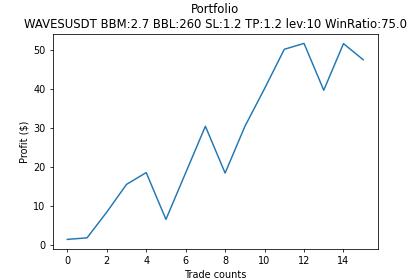 Portfolio
WAVESUSDT BBM:2.7 BBL:260 SL:1.2 TP:1.2 lev:10 WinRatio:75.0
50
40
30
20
10
0
Profit ($)
0 2 4 6 8 10 12 14
Trade counts